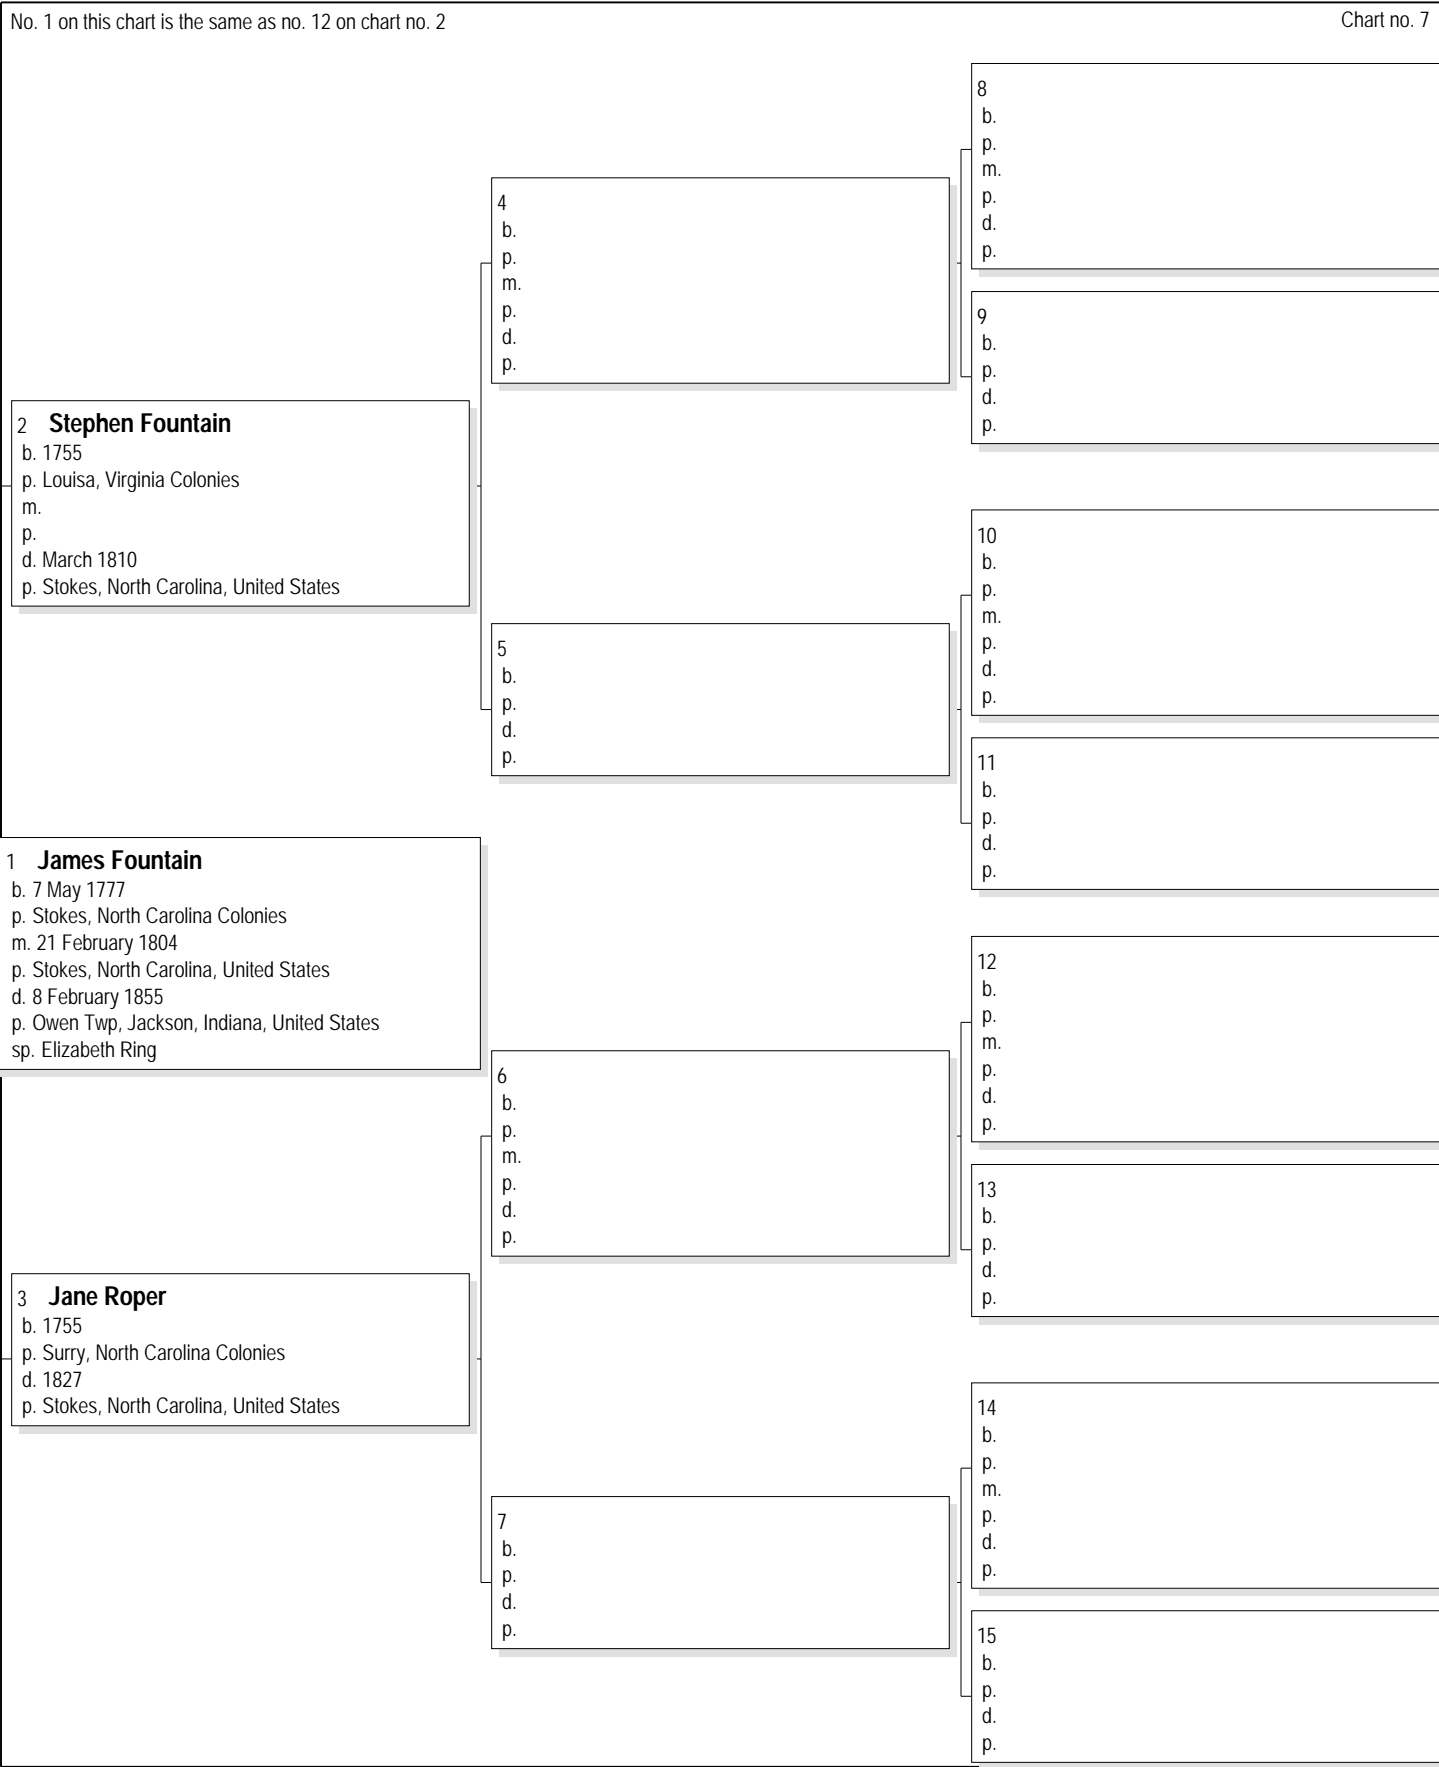 No. 1 on this chart is the same as no. 12 on chart no. 2
Chart no. 7
8
b.
p.
m.
p.
d.
p.
4
b.
p.
m.
p.
d.
p.
9
b.
p.
d.
p.
2 Stephen Fountain
b. 1755
p. Louisa, Virginia Colonies
m.
p.
d. March 1810
p. Stokes, North Carolina, United States
10
b.
p.
m.
p.
d.
p.
5
b.
p.
d.
p.
11
b.
p.
d.
p.
1 James Fountain
b. 7 May 1777
p. Stokes, North Carolina Colonies
m. 21 February 1804
p. Stokes, North Carolina, United States
d. 8 February 1855
p. Owen Twp, Jackson, Indiana, United States
sp. Elizabeth Ring
12
b.
p.
m.
p.
d.
p.
6
b.
p.
m.
p.
d.
p.
13
b.
p.
d.
p.
3 Jane Roper
b. 1755
p. Surry, North Carolina Colonies
d. 1827
p. Stokes, North Carolina, United States
14
b.
p.
m.
p.
d.
p.
7
b.
p.
d.
p.
15
b.
p.
d.
p.